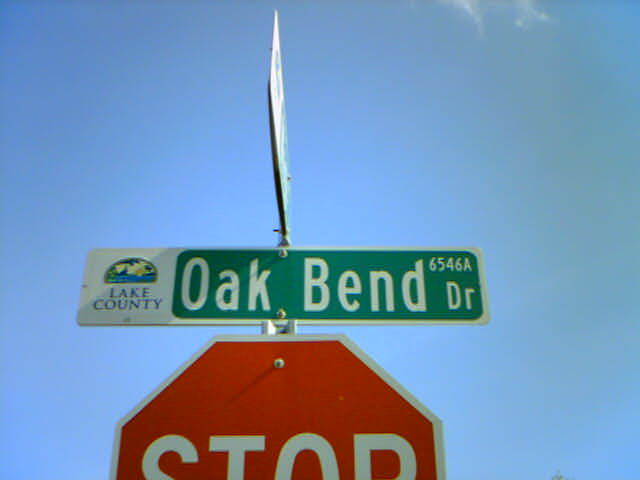 LAKE
COUNTY
Oak Bend Dr
6546A
STOP